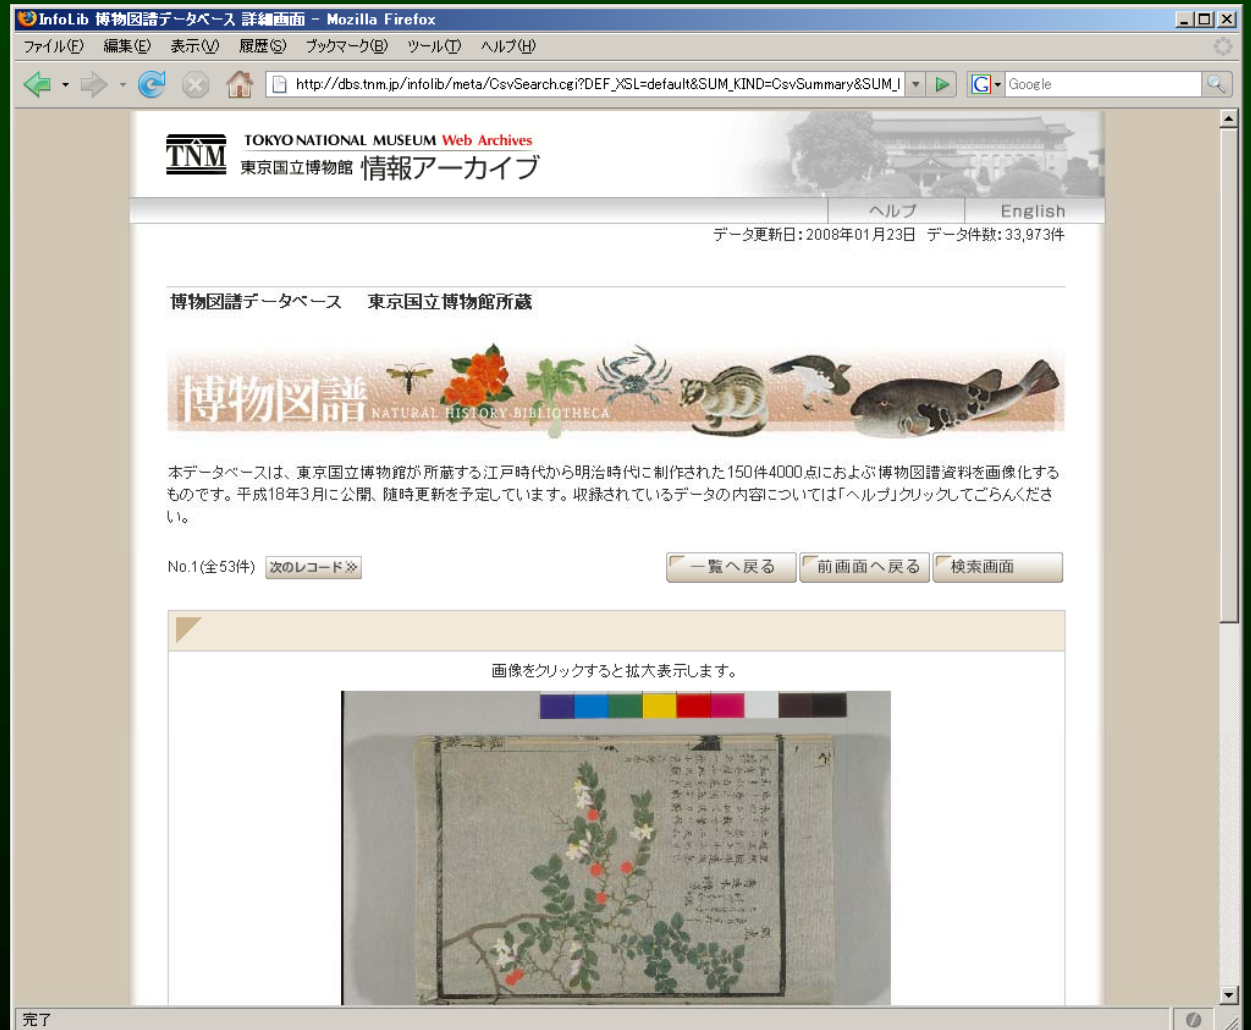 InfoLib 博物図譜データベース 詳細画面 - Mozilla Firefox
ファイル(F) 編集(E) 表示(V) 履歴(S) ブックマーク(B) ツール(T) ヘルプ(H)
http://dbs.tnm.jp/infolib/meta/CsvSearch.cgi?DEF_XSL=default&SUM_KIND=CsvSummary&SUM_I
G Google
TNM TOKYO NATIONAL MUSEUM Web Archives
東京国立博物館 情報アーカイブ
ヘルプ English
データ更新日:2008年01月23日 データ件数:33,973件
博物図譜データベース 東京国立博物館所蔵
博物図譜 NATURAL HISTORY BIBLIOTHECA
本データベースは、東京国立博物館が所蔵する江戸時代から明治時代に制作された150件4000点におよぶ博物図譜資料を画像化する
ものです。平成18年3月に公開、随時更新を予定しています。収録されているデータの内容については「ヘルプ」クリックしてごらんくださ
い。
No.1(全53件) 次のレコード≫ 一覧へ戻る 前画面へ戻る 検索画面
画像をクリックすると拡大表示します。
完了